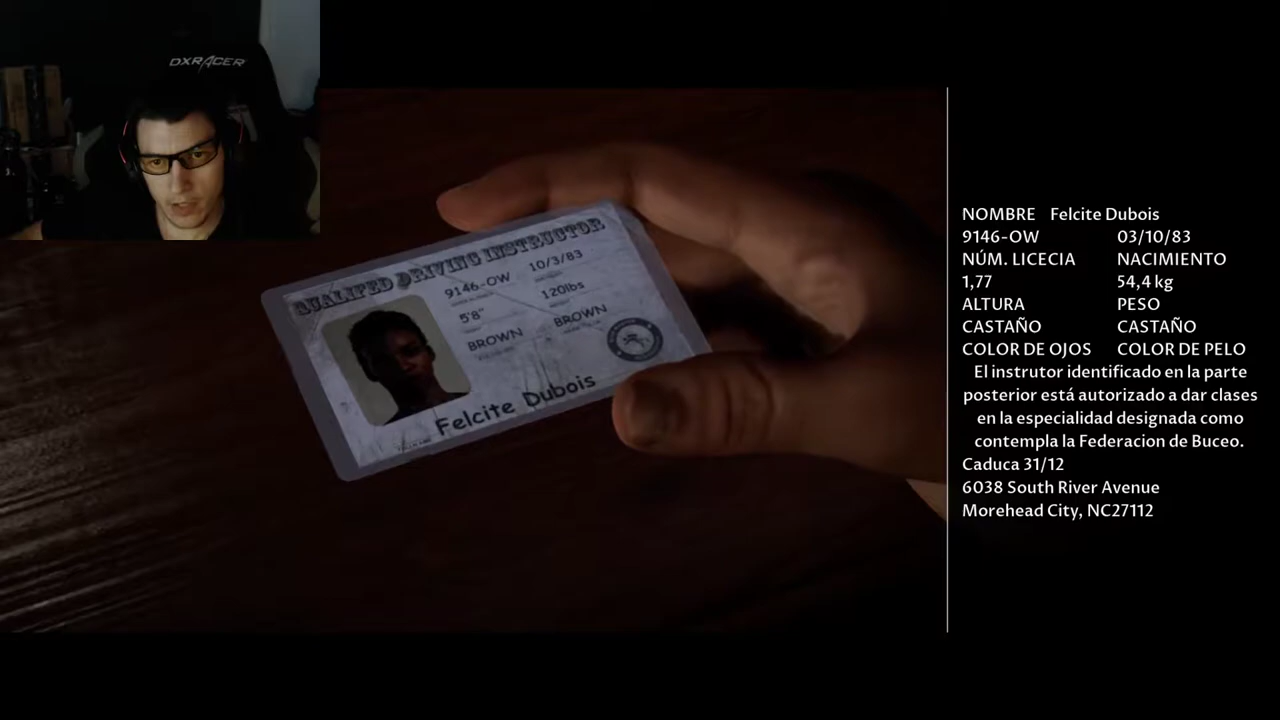 DXRACER
QUALIFED DRIVING INSTRUCTOR
9146-OW 10/3/83
5'8" 120lbs
BROWN BROWN
Felcite Dubois
NOMBRE Felcite Dubois
9146-OW 03/10/83
NÚM. LICECIA NACIMIENTO
1,77 54,4 kg
ALTURA PESO
CASTAÑO CASTAÑO
COLOR DE OJOS COLOR DE PELO
El instrutor identificado en la parte
posterior está autorizado a dar clases
en la especialidad designada como
contempla la Federacion de Buceo.
Caduca 31/12
6038 South River Avenue
Morehead City, NC27112